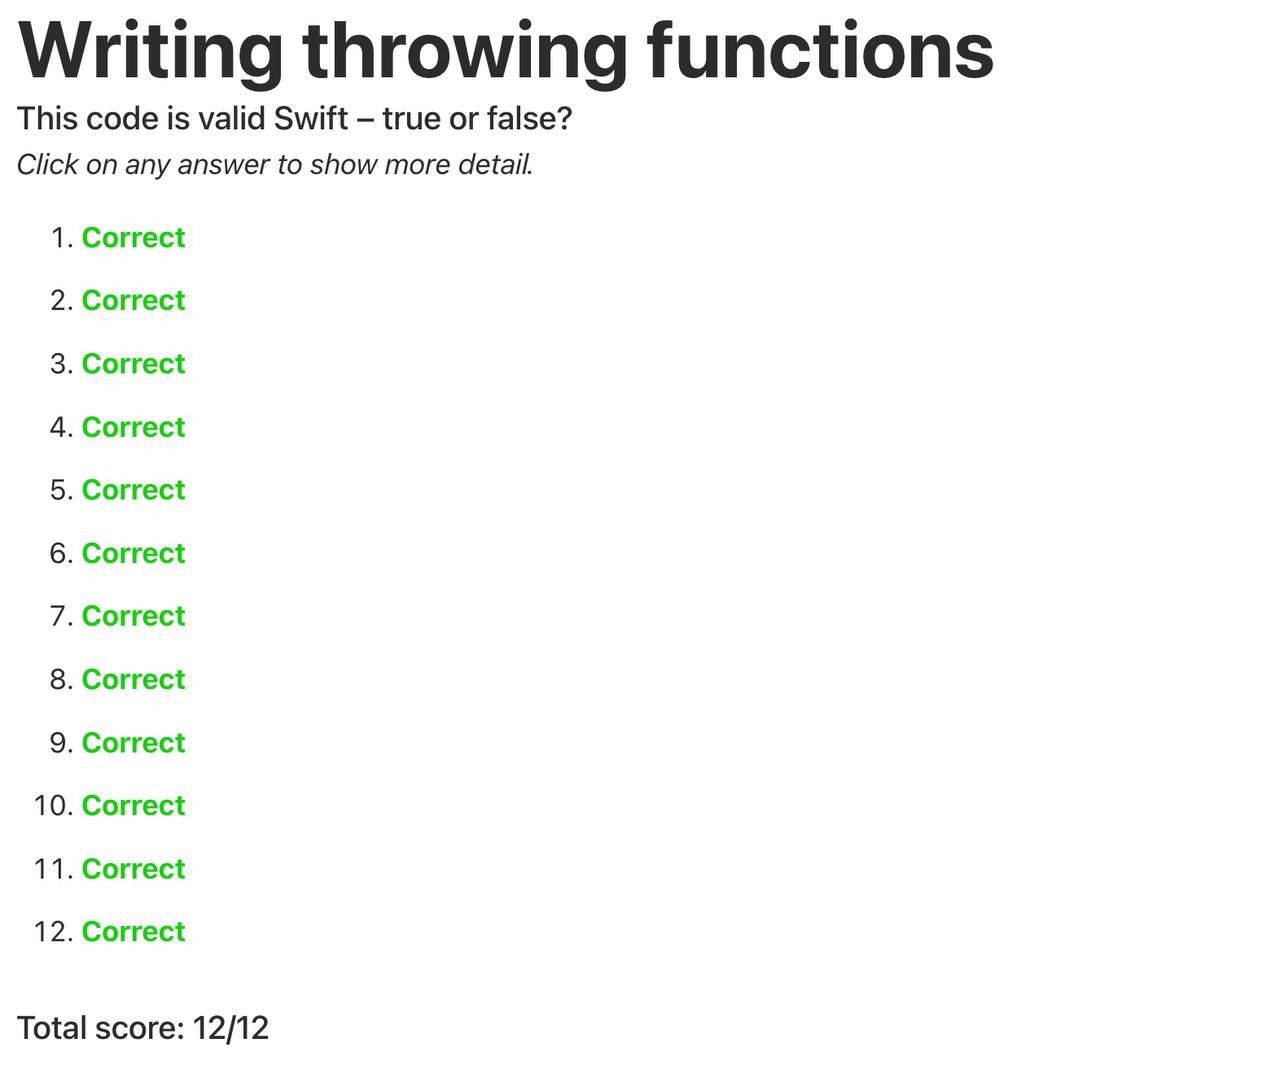 Writing throwing functions
This code is valid Swift – true or false?
Click on any answer to show more detail.
1. Correct
2. Correct
3. Correct
4. Correct
5. Correct
6. Correct
7. Correct
8. Correct
9. Correct
10. Correct
11. Correct
12. Correct
Total score: 12/12